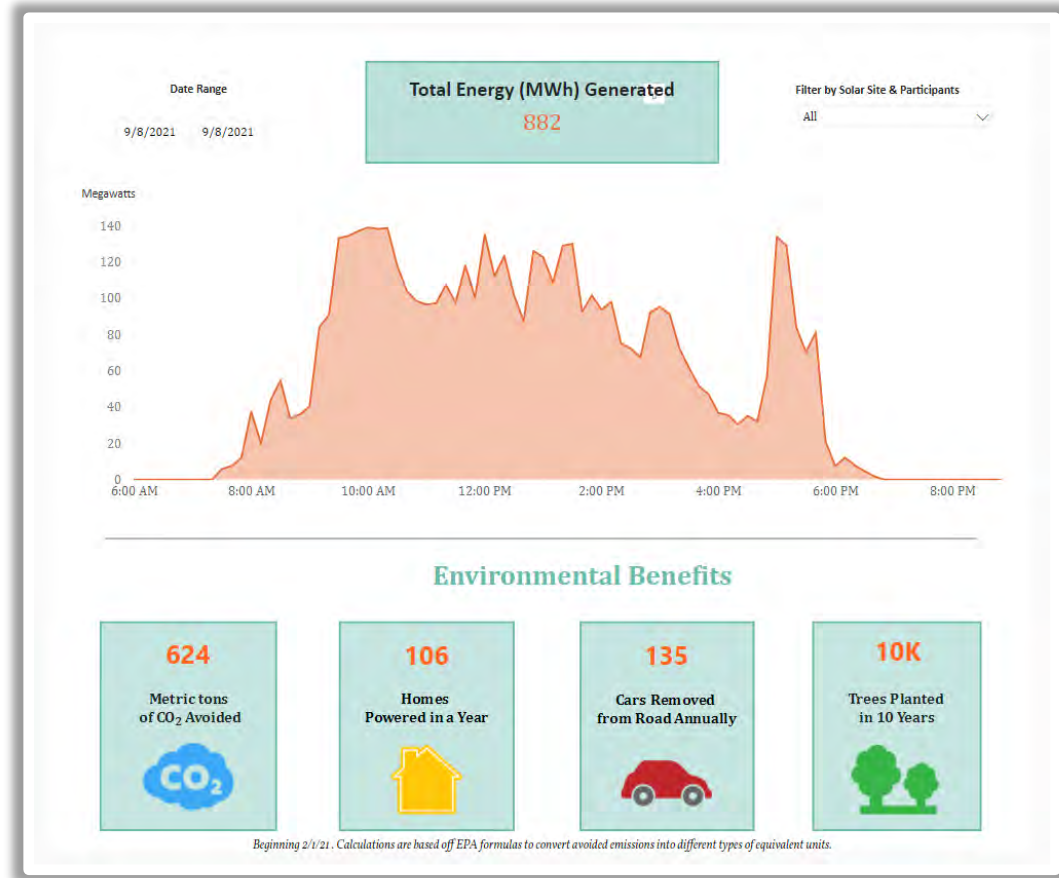 Date Range
9/8/2021 9/8/2021
Total Energy (MWh) Generated
882
Filter by Solar Site & Participants
All
Megawatts
140
120
100
80
60
40
20
0
6:00 AM 8:00 AM 10:00 AM 12:00 PM 2:00 PM 4:00 PM 6:00 PM 8:00 PM
Environmental Benefits
624
Metric tons
of CO₂ Avoided
CO₂
106
Homes
Powered in a Year
135
Cars Removed
from Road Annually
10K
Trees Planted
in 10 Years
Beginning 2/1/21 . Calculations are based off EPA formulas to convert avoided emissions into different types of equivalent units.